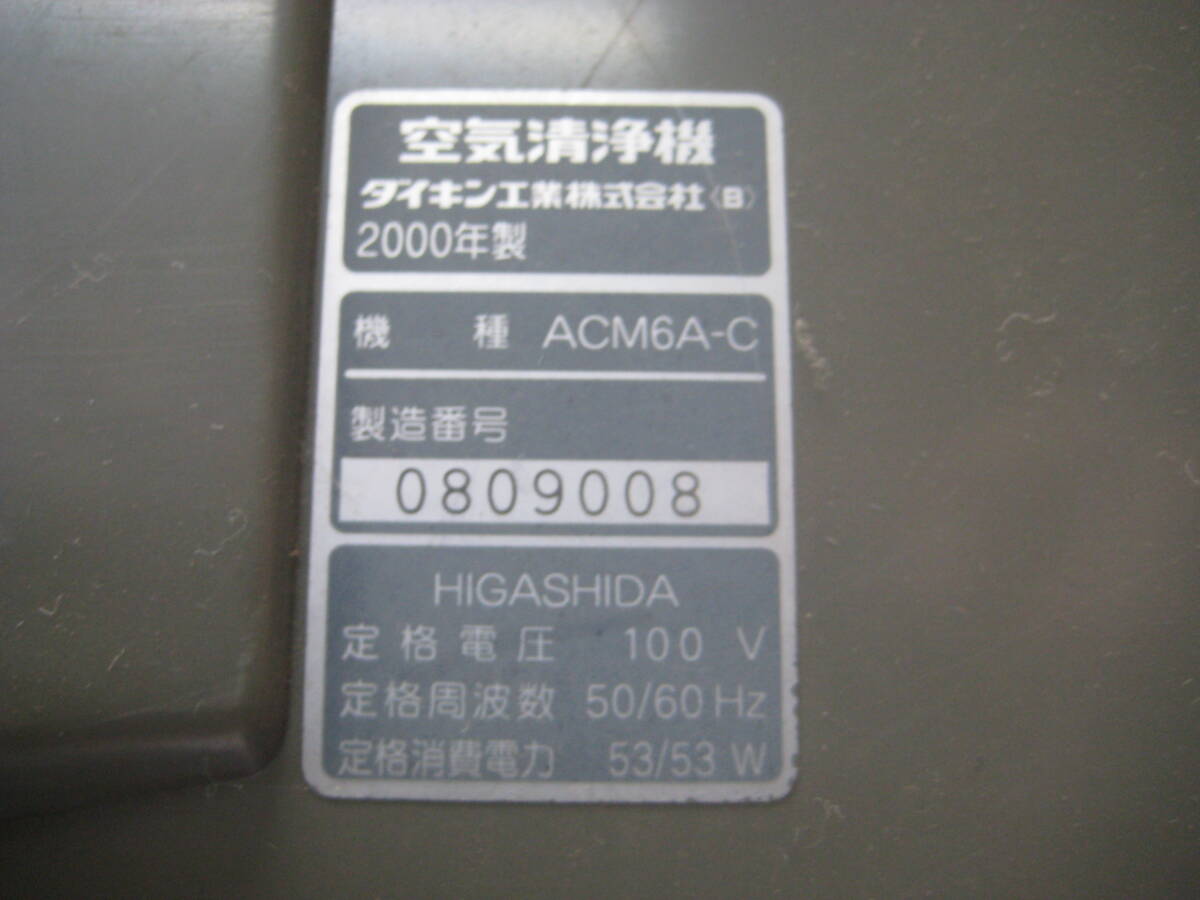 空気清浄機
ダイキン工業株式会社〈B〉
2000年製
機種 ACM6A-C
製造番号
0809008
HIGASHIDA
定格電圧 100 V
定格周波数 50/60 Hz
定格消費電力 53/53 W